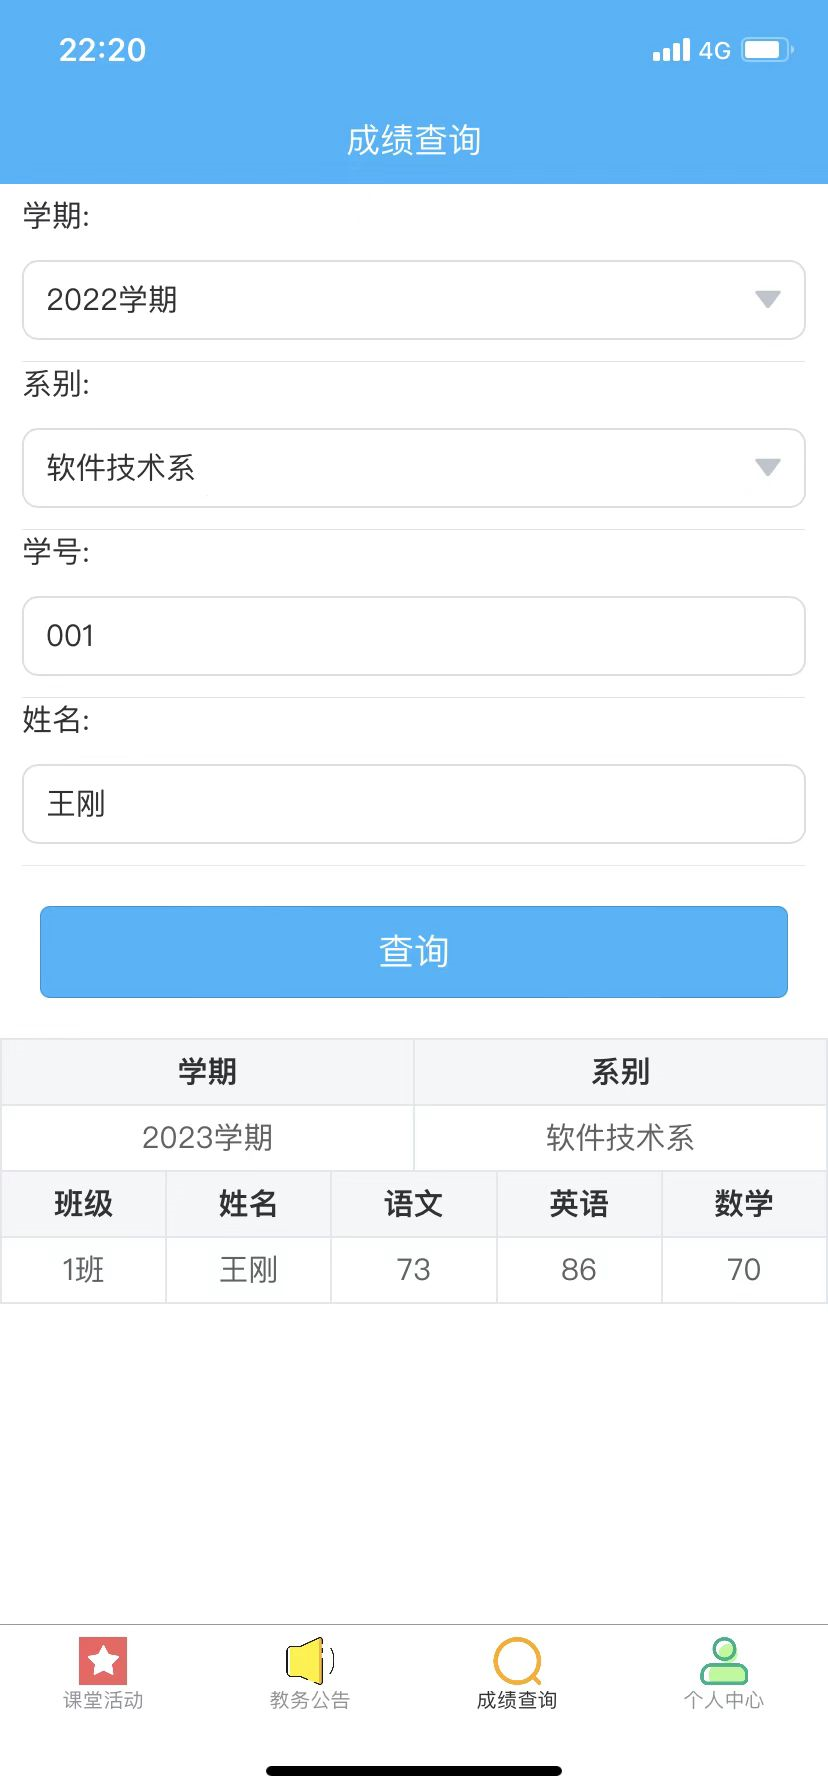 22:20 4G
成绩查询
学期:
2022学期
系别:
软件技术系
学号:
001
姓名:
王刚
查询
学期 系别
2023学期 软件技术系
班级 姓名 语文 英语 数学
1班 王刚 73 86 70
课堂活动 教务公告 成绩查询 个人中心